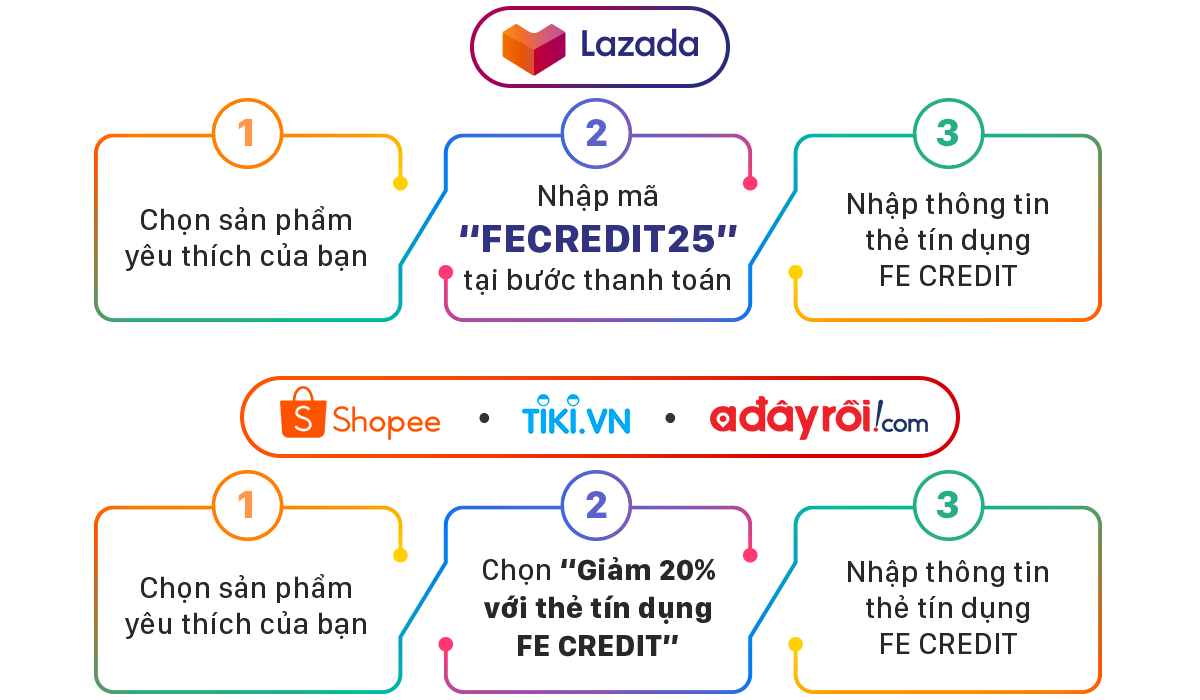 Lazada
1
2
3
Chọn sản phẩm
yêu thích của bạn
Nhập mã
“FECREDIT25”
tại bước thanh toán
Nhập thông tin
thẻ tín dụng
FE CREDIT
Shopee • TIKI.VN • ađâyrồi!com
1
2
3
Chọn sản phẩm
yêu thích của bạn
Chọn “Giảm 20%
với thẻ tín dụng
FE CREDIT”
Nhập thông tin
thẻ tín dụng
FE CREDIT